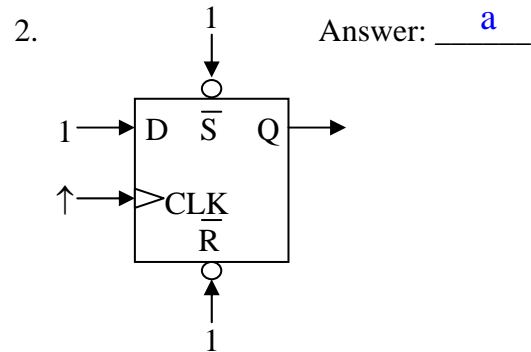 2.
1
Answer: a
1
D S̅ Q
↑
CLK
R̅
1